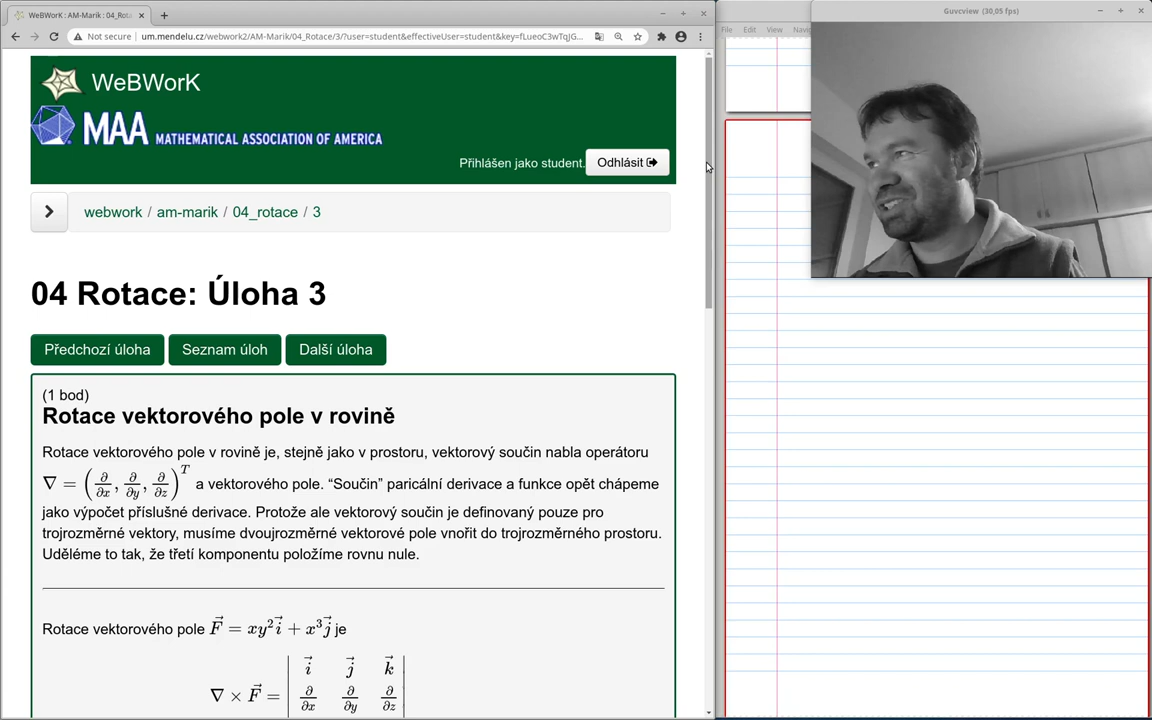 WeBWorK : AM-Marik : 04_Rota
Guvcview (30,05 fps)
Not secure | um.mendelu.cz/webwork2/AM-Marik/04_Rotace/3/?user=student&effectiveUser=student&key=fLueoC3wTqJG...
File Edit View
WeBWorK
MAA MATHEMATICAL ASSOCIATION OF AMERICA
Přihlášen jako student. Odhlásit
webwork / am-marik / 04_rotace / 3
04 Rotace: Úloha 3
Předchozí úloha Seznam úloh Další úloha
(1 bod)
Rotace vektorového pole v rovině
Rotace vektorového pole v rovině je, stejně jako v prostoru, vektorový součin nabla operátoru
∇ = (∂/∂x, ∂/∂y, ∂/∂z)^T a vektorového pole. “Součin” paricální derivace a funkce opět chápeme
jako výpočet příslušné derivace. Protože ale vektorový součin je definovaný pouze pro
trojrozměrné vektory, musíme dvoujrozměrné vektorové pole vnořit do trojrozměrného prostoru.
Uděléme to tak, že třetí komponentu položíme rovnu nule.
Rotace vektorového pole F⃗ = xy²i⃗ + x³j⃗ je
i⃗ j⃗ k⃗
∇ × F⃗ = ∂/∂x ∂/∂y ∂/∂z